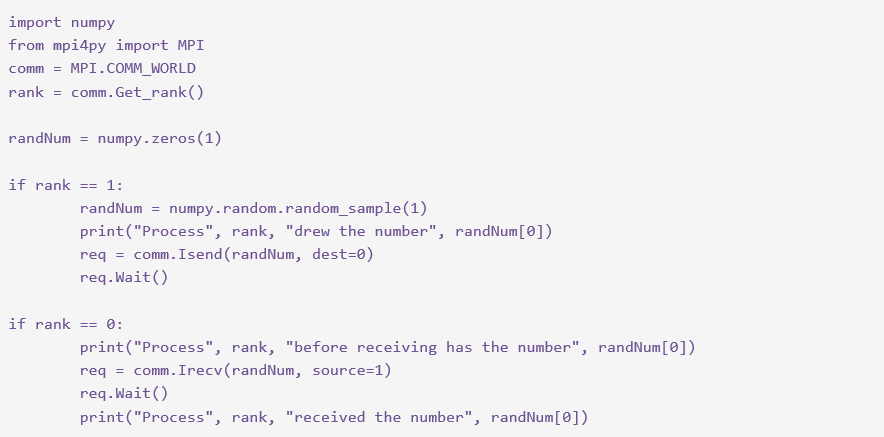 import numpy
from mpi4py import MPI
comm = MPI.COMM_WORLD
rank = comm.Get_rank()

randNum = numpy.zeros(1)

if rank == 1:
        randNum = numpy.random.random_sample(1)
        print("Process", rank, "drew the number", randNum[0])
        req = comm.Isend(randNum, dest=0)
        req.Wait()

if rank == 0:
        print("Process", rank, "before receiving has the number", randNum[0])
        req = comm.Irecv(randNum, source=1)
        req.Wait()
        print("Process", rank, "received the number", randNum[0])